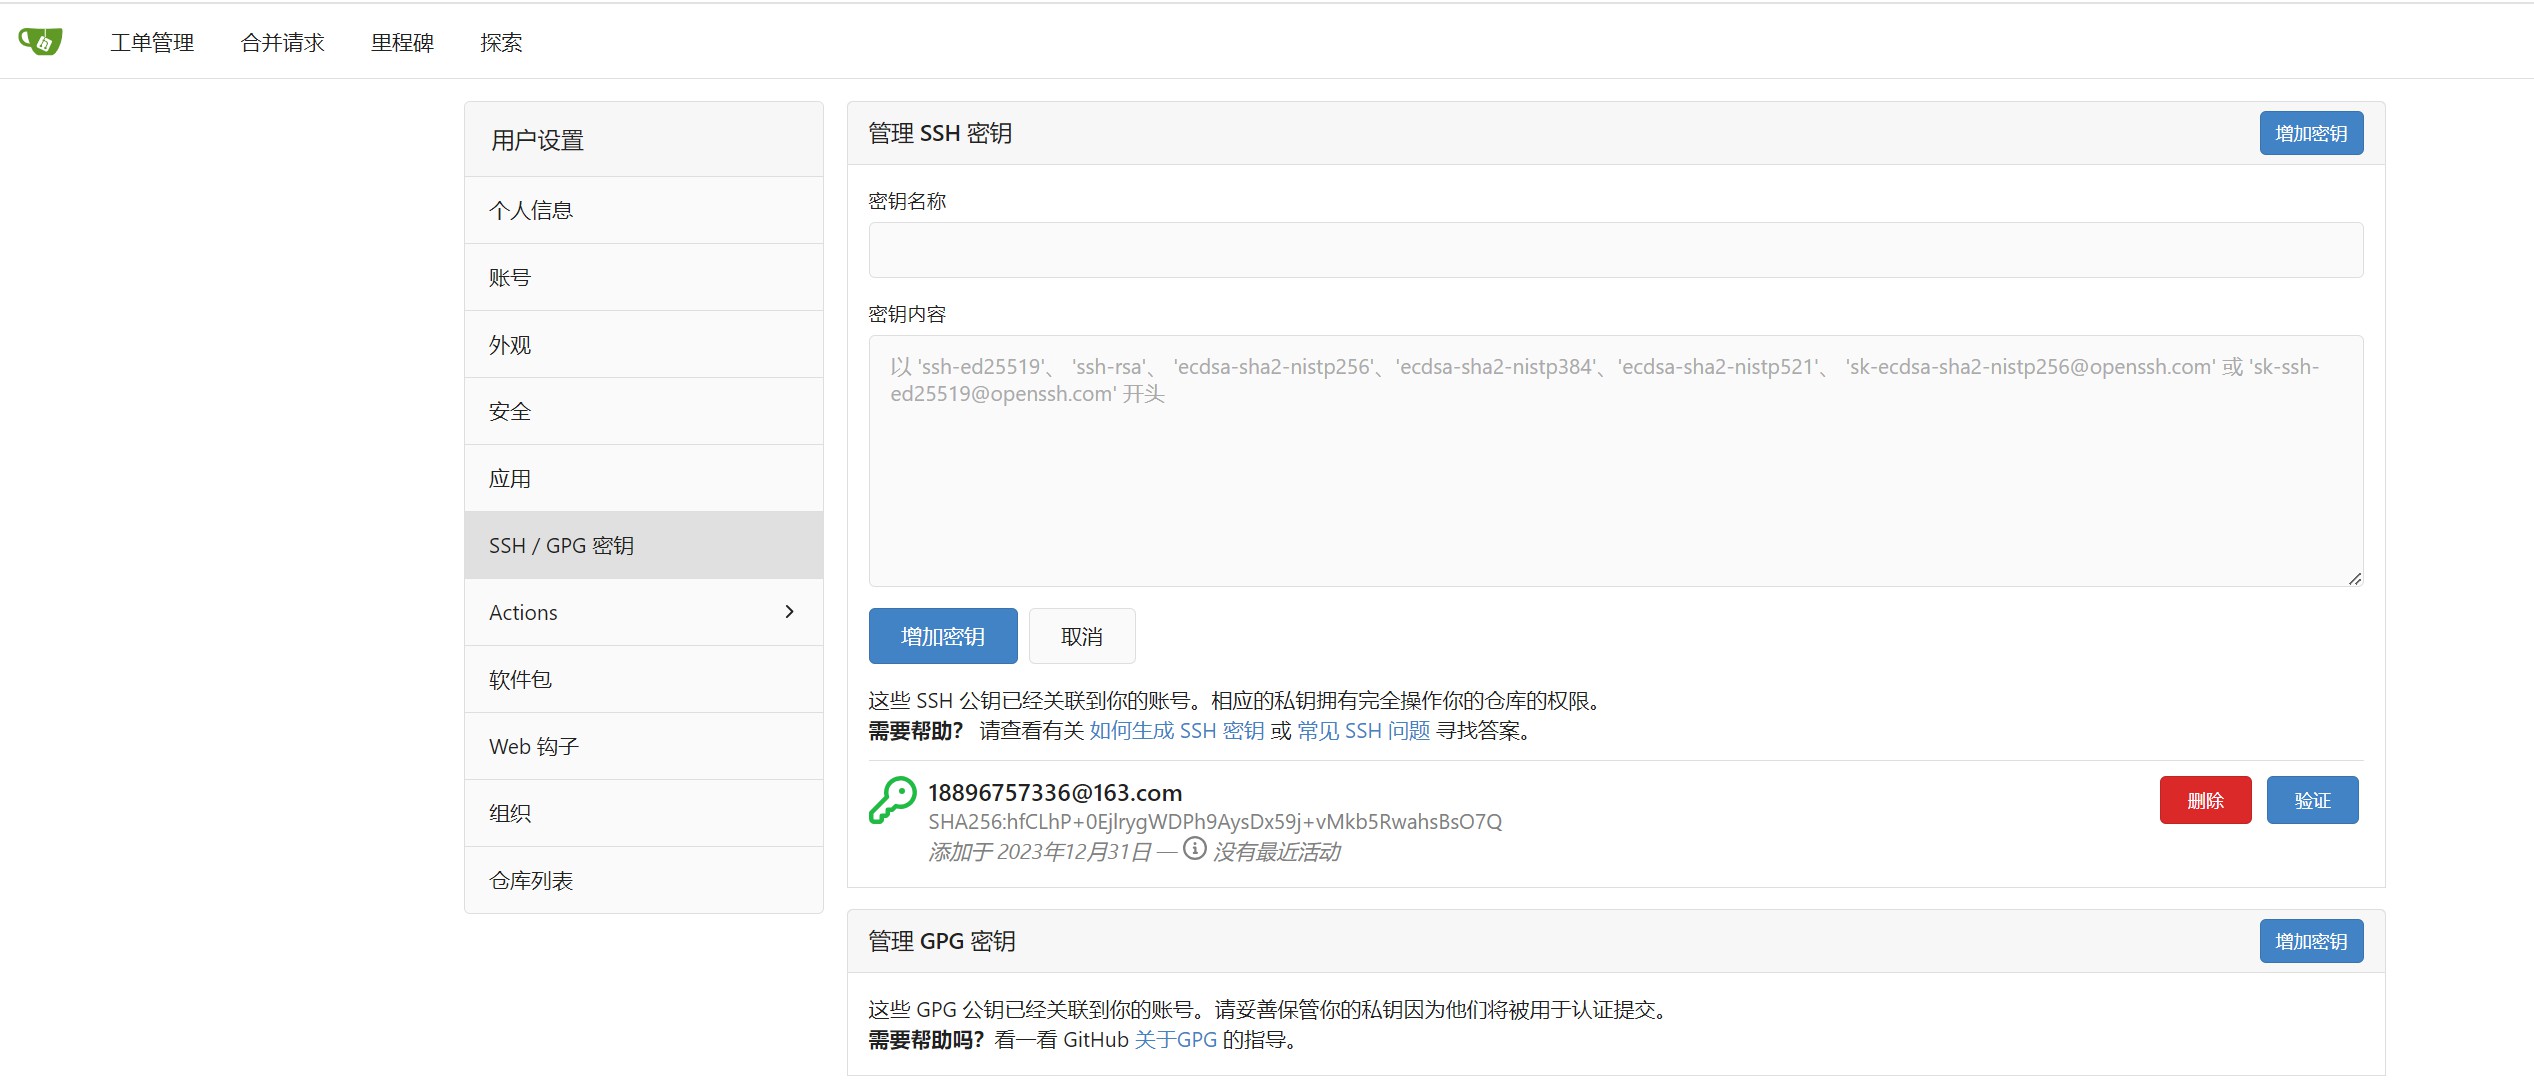 工单管理 合并请求 里程碑 探索
用户设置
个人信息
账号
外观
安全
应用
SSH / GPG 密钥
Actions
软件包
Web 钩子
组织
仓库列表
管理 SSH 密钥 增加密钥
密钥名称
密钥内容
以 'ssh-ed25519'、 'ssh-rsa'、 'ecdsa-sha2-nistp256'、'ecdsa-sha2-nistp384'、'ecdsa-sha2-nistp521'、 'sk-ecdsa-sha2-nistp256@openssh.com' 或 'sk-ssh-
ed25519@openssh.com' 开头
增加密钥 取消
这些 SSH 公钥已经关联到你的账号。相应的私钥拥有完全操作你的仓库的权限。
需要帮助？ 请查看有关 如何生成 SSH 密钥 或 常见 SSH 问题 寻找答案。
18896757336@163.com 删除 验证
SHA256:hfCLhP+0EjlrygWDPh9AysDx59j+vMkb5RwahsBsO7Q
添加于 2023年12月31日 — 没有最近活动
管理 GPG 密钥 增加密钥
这些 GPG 公钥已经关联到你的账号。请妥善保管你的私钥因为他们将被用于认证提交。
需要帮助吗？ 看一看 GitHub 关于GPG 的指导。